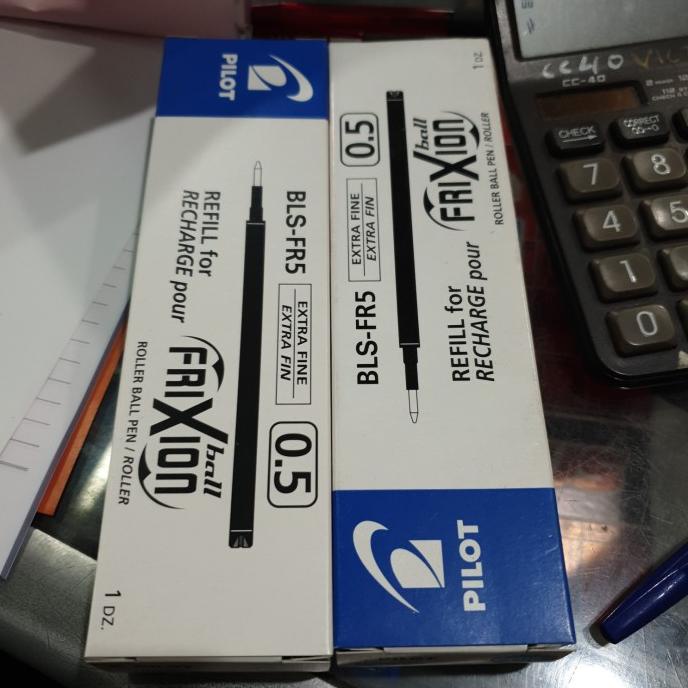 PILOT
BLS-FR5
EXTRA FINE
EXTRA FIN
0.5
REFILL for
RECHARGE pour
FRIXION ball
ROLLER BALL PEN / ROLLER
1 DZ.
1 DZ.
0.5
EXTRA FINE
EXTRA FIN
BLS-FR5
FRIXION ball
ROLLER BALL PEN / ROLLER
REFILL for
RECHARGE pour
PILOT
CC40
CC-40
CHECK
CORRECT
7
8
4
5
1
0